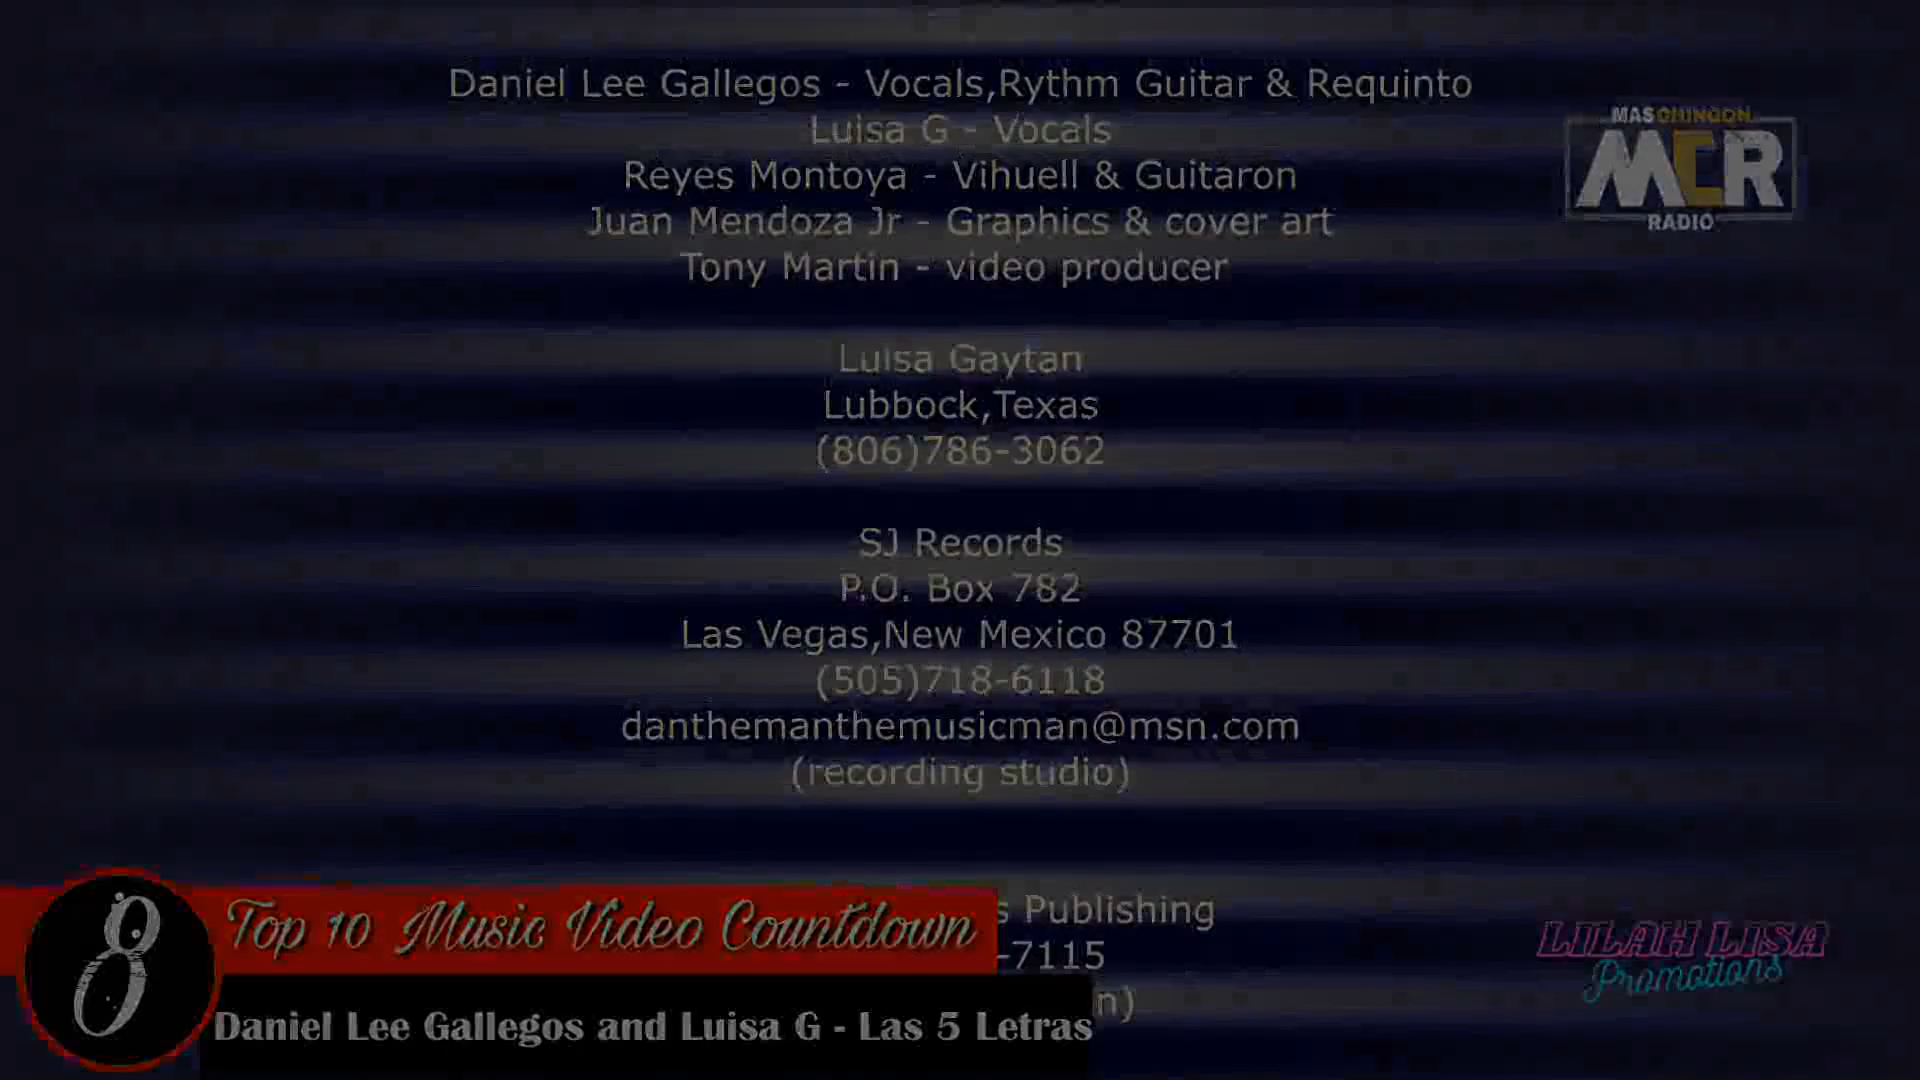 Daniel Lee Gallegos - Vocals,Rythm Guitar & Requinto
Luisa G - Vocals
Reyes Montoya - Vihuell & Guitaron
Juan Mendoza Jr - Graphics & cover art
Tony Martin - video producer
MASCHINGON
MCR
RADIO
Luisa Gaytan
Lubbock,Texas
(806)786-3062
SJ Records
P.O. Box 782
Las Vegas,New Mexico 87701
(505)718-6118
danthemanthemusicman@msn.com
(recording studio)
s Publishing
-7115
n)
8
Top 10 Music Video Countdown
Daniel Lee Gallegos and Luisa G - Las 5 Letras
LILAH LISA
Promotions